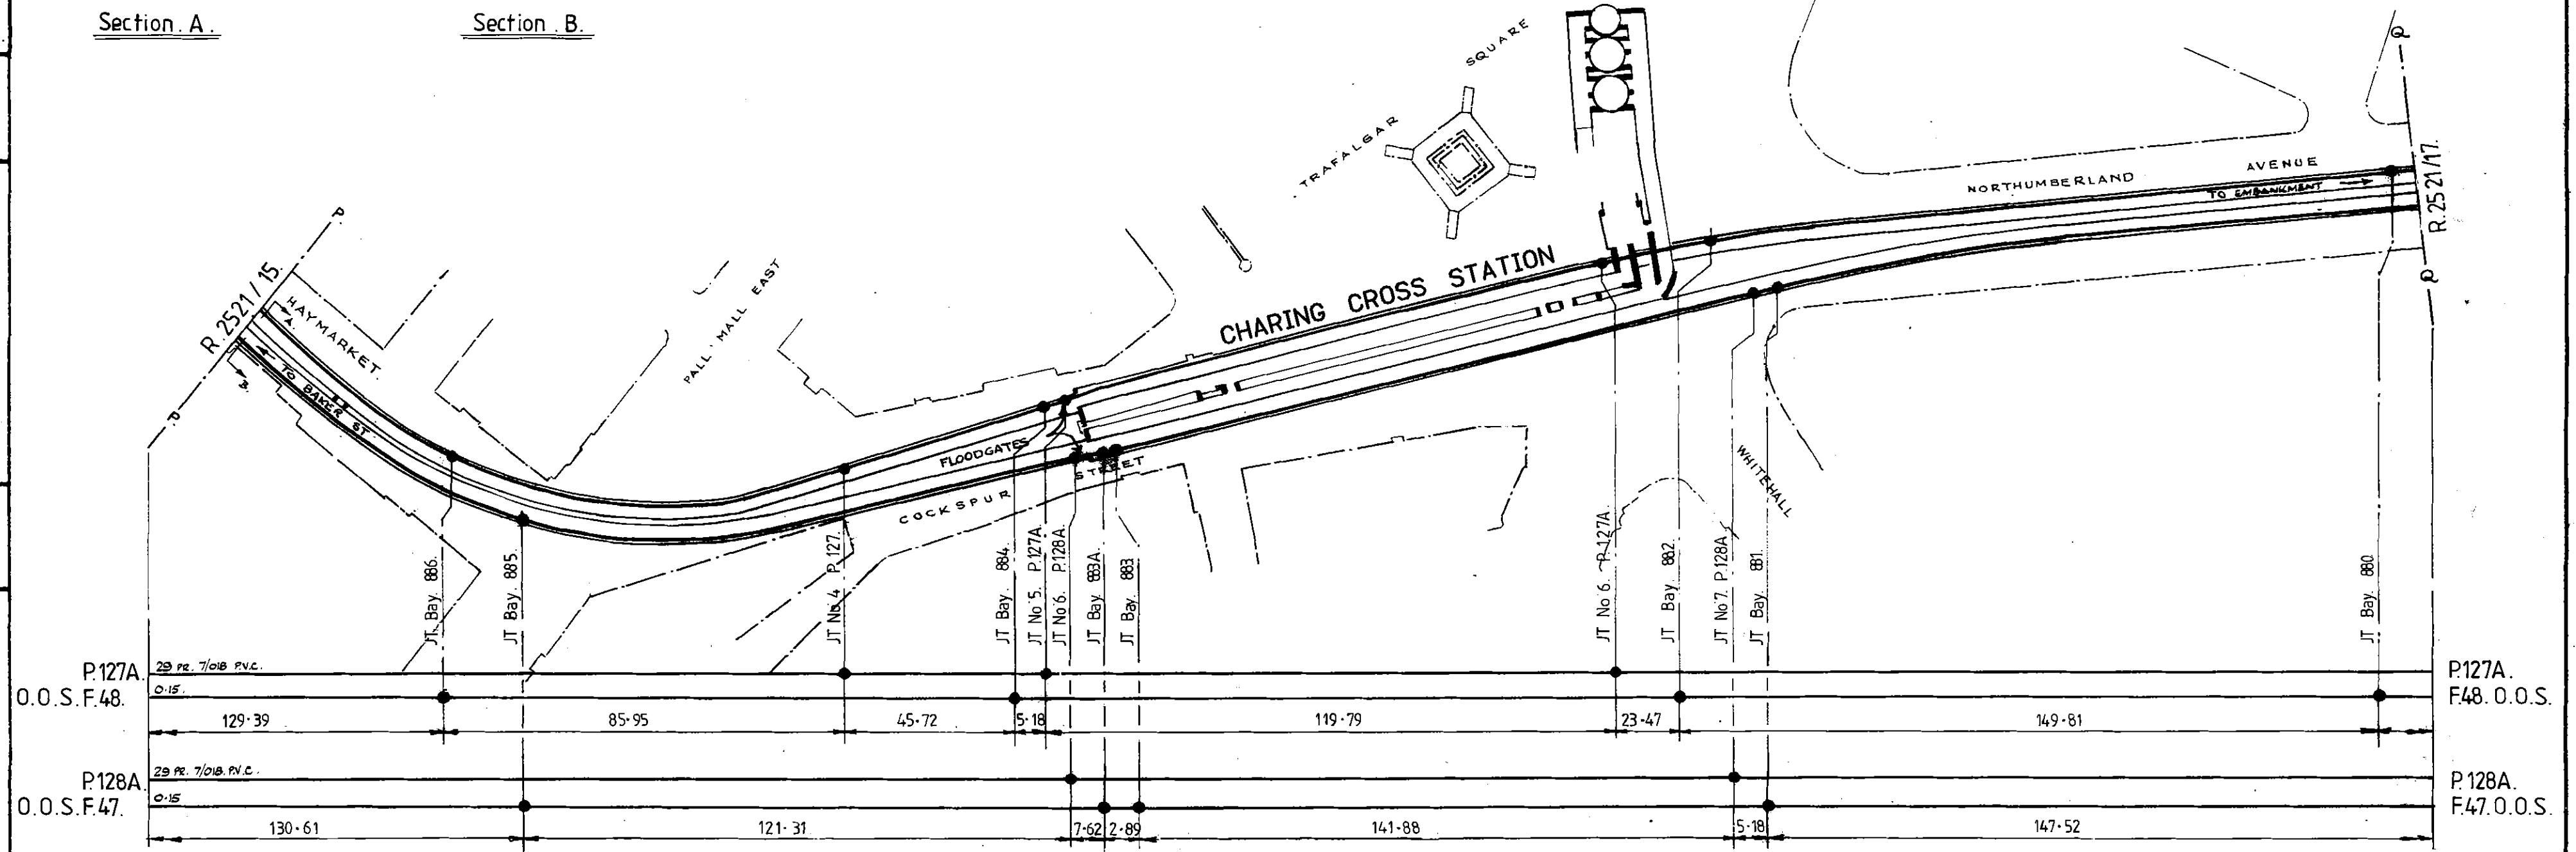 Section. A.
Section. B.
SQUARE
TRAFALGAR
Q
P.
R. 2521/15.
HAYMARKET.
A.
A.
TO BAKER ST
P.
PALL MALL EAST
CHARING CROSS STATION
NORTHUMBERLAND AVENUE
TO EMBANKMENT
R. 2521/17.
Q
FLOODGATES
COCKSPUR STREET
WHITEHALL
JT Bay. 886.
JT Bay. 885.
JT No 4 P.127.
JT Bay. 884.
JT No 5. P.127A.
JT No 6. P.128A.
JT Bay 883A.
JT Bay. 883
JT No 6. P.127A.
JT Bay. 882.
JT No 7. P.128A.
JT Bay. 881.
JT Bay. 880
P.127A. 29 PR. 7/018 P.V.C. P.127A.
O.O.S. F.48. 0.15. F.48. O.O.S.
129.39 85.95 45.72 5.18 119.79 23.47 149.81
P.128A. 29 PR. 7/018. P.V.C. P.128A.
O.O.S. F.47. 0.15 F.47. O.O.S.
130.61 121.31 7.62 2.89 141.88 5.18 147.52